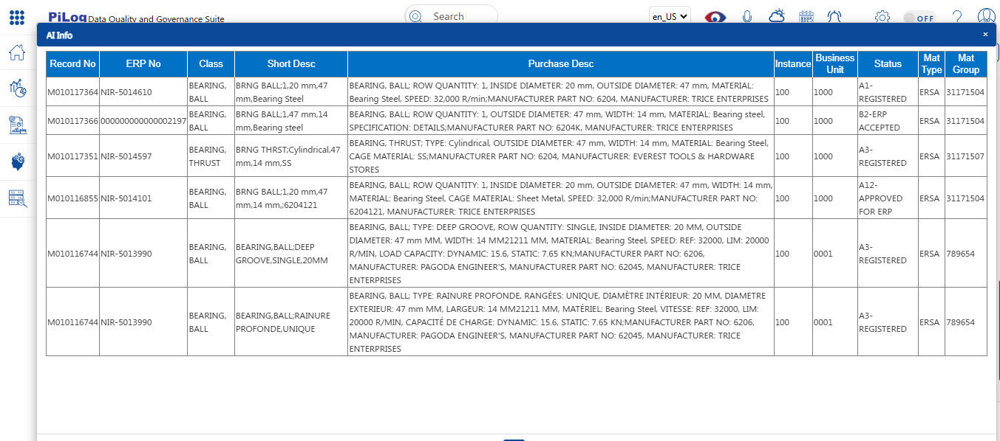 PiLog Data Quality and Governance Suite
Search
en_US
OFF
AI Info
×
Record No ERP No Class Short Desc Purchase Desc Instance Business Unit Status Mat Type Mat Group
M010117364 NIR-5014610
BEARING,
BALL
BRNG BALL;1,20 mm,47
mm,Bearing Steel
BEARING, BALL; ROW QUANTITY: 1, INSIDE DIAMETER: 20 mm, OUTSIDE DIAMETER: 47 mm, MATERIAL:
Bearing Steel, SPEED: 32,000 R/min;MANUFACTURER PART NO: 6204, MANUFACTURER: TRICE ENTERPRISES
100 1000
A1-
REGISTERED
ERSA 31171504
M010117366 000000000000002197
BEARING,
BALL
BRNG BALL;1,47 mm,14
mm,Bearing steel
BEARING, BALL; ROW QUANTITY: 1, OUTSIDE DIAMETER: 47 mm, WIDTH: 14 mm, MATERIAL: Bearing steel,
SPECIFICATION: DETAILS;MANUFACTURER PART NO: 6204K, MANUFACTURER: TRICE ENTERPRISES
100 1000
B2-ERP
ACCEPTED
ERSA 31171504
M010117351 NIR-5014597
BEARING,
THRUST
BRNG THRST;Cylindrical,47
mm,14 mm,SS
BEARING, THRUST; TYPE: Cylindrical, OUTSIDE DIAMETER: 47 mm, WIDTH: 14 mm, MATERIAL: Bearing Steel,
CAGE MATERIAL: SS;MANUFACTURER PART NO: 6204, MANUFACTURER: EVEREST TOOLS & HARDWARE
STORES
100 1000
A3-
REGISTERED
ERSA 31171507
M010116855 NIR-5014101
BEARING,
BALL
BRNG BALL;1,20 mm,47
mm,14 mm,;6204121
BEARING, BALL; ROW QUANTITY: 1, INSIDE DIAMETER: 20 mm, OUTSIDE DIAMETER: 47 mm, WIDTH: 14 mm,
MATERIAL: Bearing Steel, CAGE MATERIAL: Sheet Metal, SPEED: 32,000 R/min;MANUFACTURER PART NO:
6204121, MANUFACTURER: TRICE ENTERPRISES
100 1000
A12-
APPROVED
FOR ERP
ERSA 31171504
M010116744 NIR-5013990
BEARING,
BALL
BEARING,BALL;DEEP
GROOVE,SINGLE,20MM
BEARING, BALL; TYPE: DEEP GROOVE, ROW QUANTITY: SINGLE, INSIDE DIAMETER: 20 MM, OUTSIDE
DIAMETER: 47 mm MM, WIDTH: 14 MM21211 MM, MATERIAL: Bearing Steel, SPEED: REF: 32000, LIM: 20000
R/MIN, LOAD CAPACITY: DYNAMIC: 15.6, STATIC: 7.65 KN;MANUFACTURER PART NO: 6206,
MANUFACTURER: PAGODA ENGINEER'S, MANUFACTURER PART NO: 62045, MANUFACTURER: TRICE
ENTERPRISES
100 0001
A3-
REGISTERED
ERSA 789654
M010116744 NIR-5013990
BEARING,
BALL
BEARING,BALL;RAINURE
PROFONDE,UNIQUE
BEARING, BALL; TYPE: RAINURE PROFONDE, RANGÉES: UNIQUE, DIAMÈTRE INTÉRIEUR: 20 MM, DIAMETRE
EXTERIEUR: 47 mm MM, LARGEUR: 14 MM21211 MM, MATÉRIEL: Bearing Steel, VITESSE: REF: 32000, LIM:
20000 R/MIN, CAPACITÉ DE CHARGE: DYNAMIC: 15.6, STATIC: 7.65 KN;MANUFACTURER PART NO: 6206,
MANUFACTURER: PAGODA ENGINEER'S, MANUFACTURER PART NO: 62045, MANUFACTURER: TRICE
ENTERPRISES
100 0001
A3-
REGISTERED
ERSA 789654